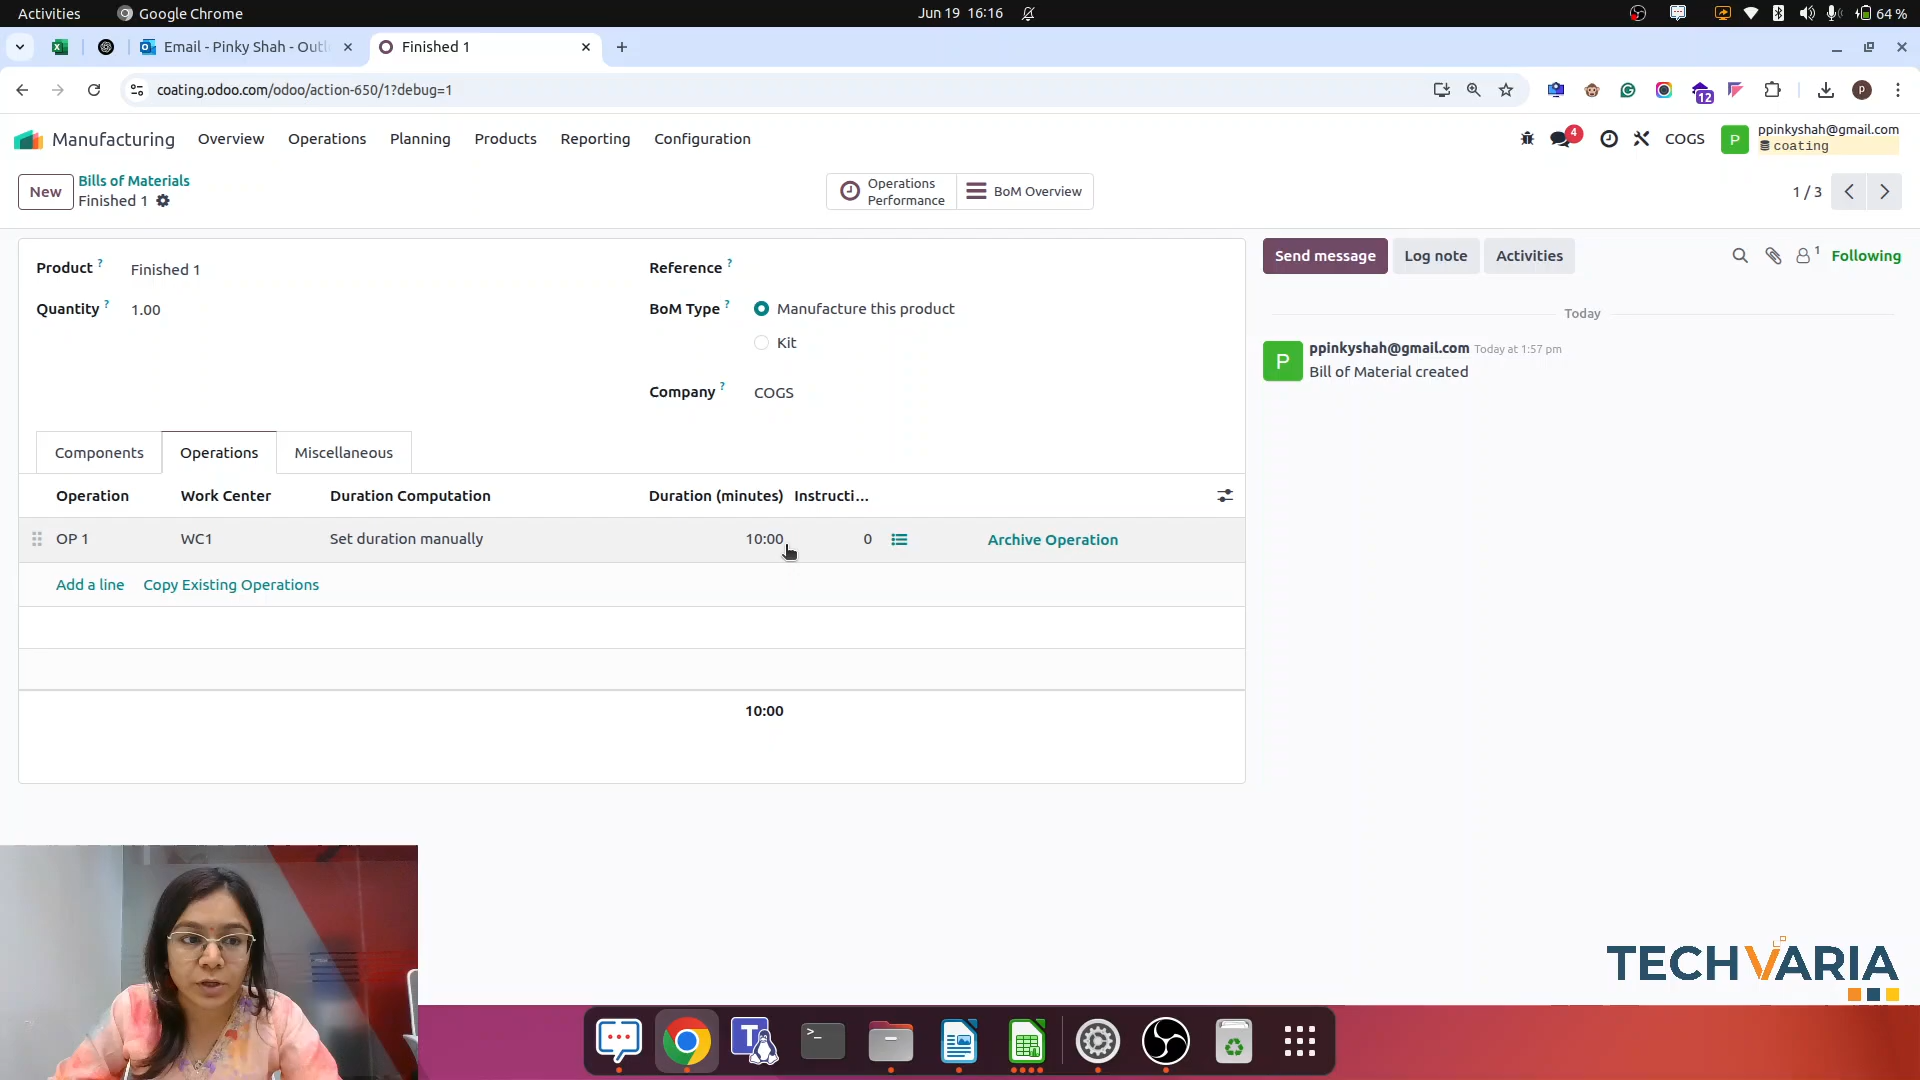 Activities Google Chrome Jun 19 16:16 64 %
Email - Pinky Shah - Outl Finished 1
coating.odoo.com/odoo/action-650/1?debug=1 12 P
Manufacturing Overview Operations Planning Products Reporting Configuration 4 COGS P ppinkyshah@gmail.com
coating
New Bills of Materials
Finished 1
Operations
Performance
BoM Overview
1 / 3
Product ? Finished 1 Reference ?
Send message Log note Activities 1 Following
Quantity ? 1.00 BoM Type ? Manufacture this product
Kit
Company ? COGS
Today
P ppinkyshah@gmail.com Today at 1:57 pm
Bill of Material created
Components Operations Miscellaneous
Operation Work Center Duration Computation Duration (minutes) Instructi...
OP 1 WC1 Set duration manually 10:00 0 Archive Operation
Add a line Copy Existing Operations
10:00
TECHVARIA